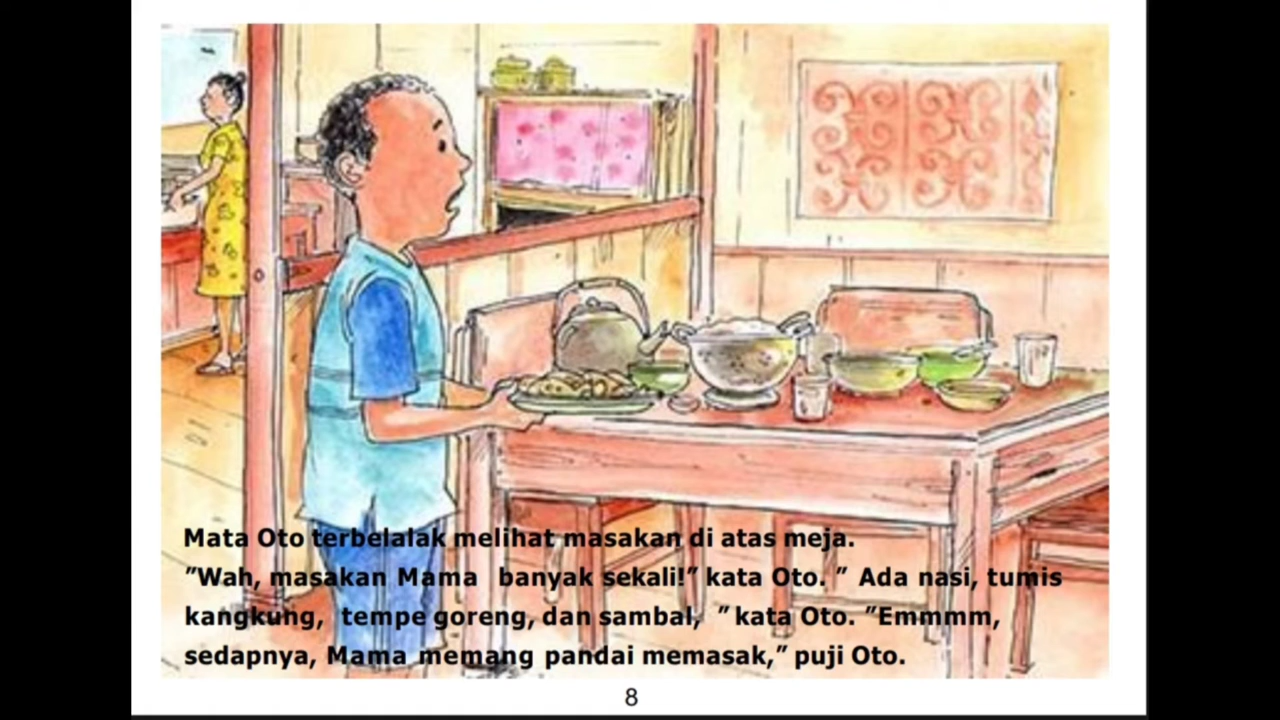 Mata Oto terbelalak melihat masakan di atas meja.
”Wah, masakan Mama banyak sekali!” kata Oto. ” Ada nasi, tumis
kangkung, tempe goreng, dan sambal, ” kata Oto. ”Emmmm,
sedapnya, Mama memang pandai memasak,” puji Oto.
8